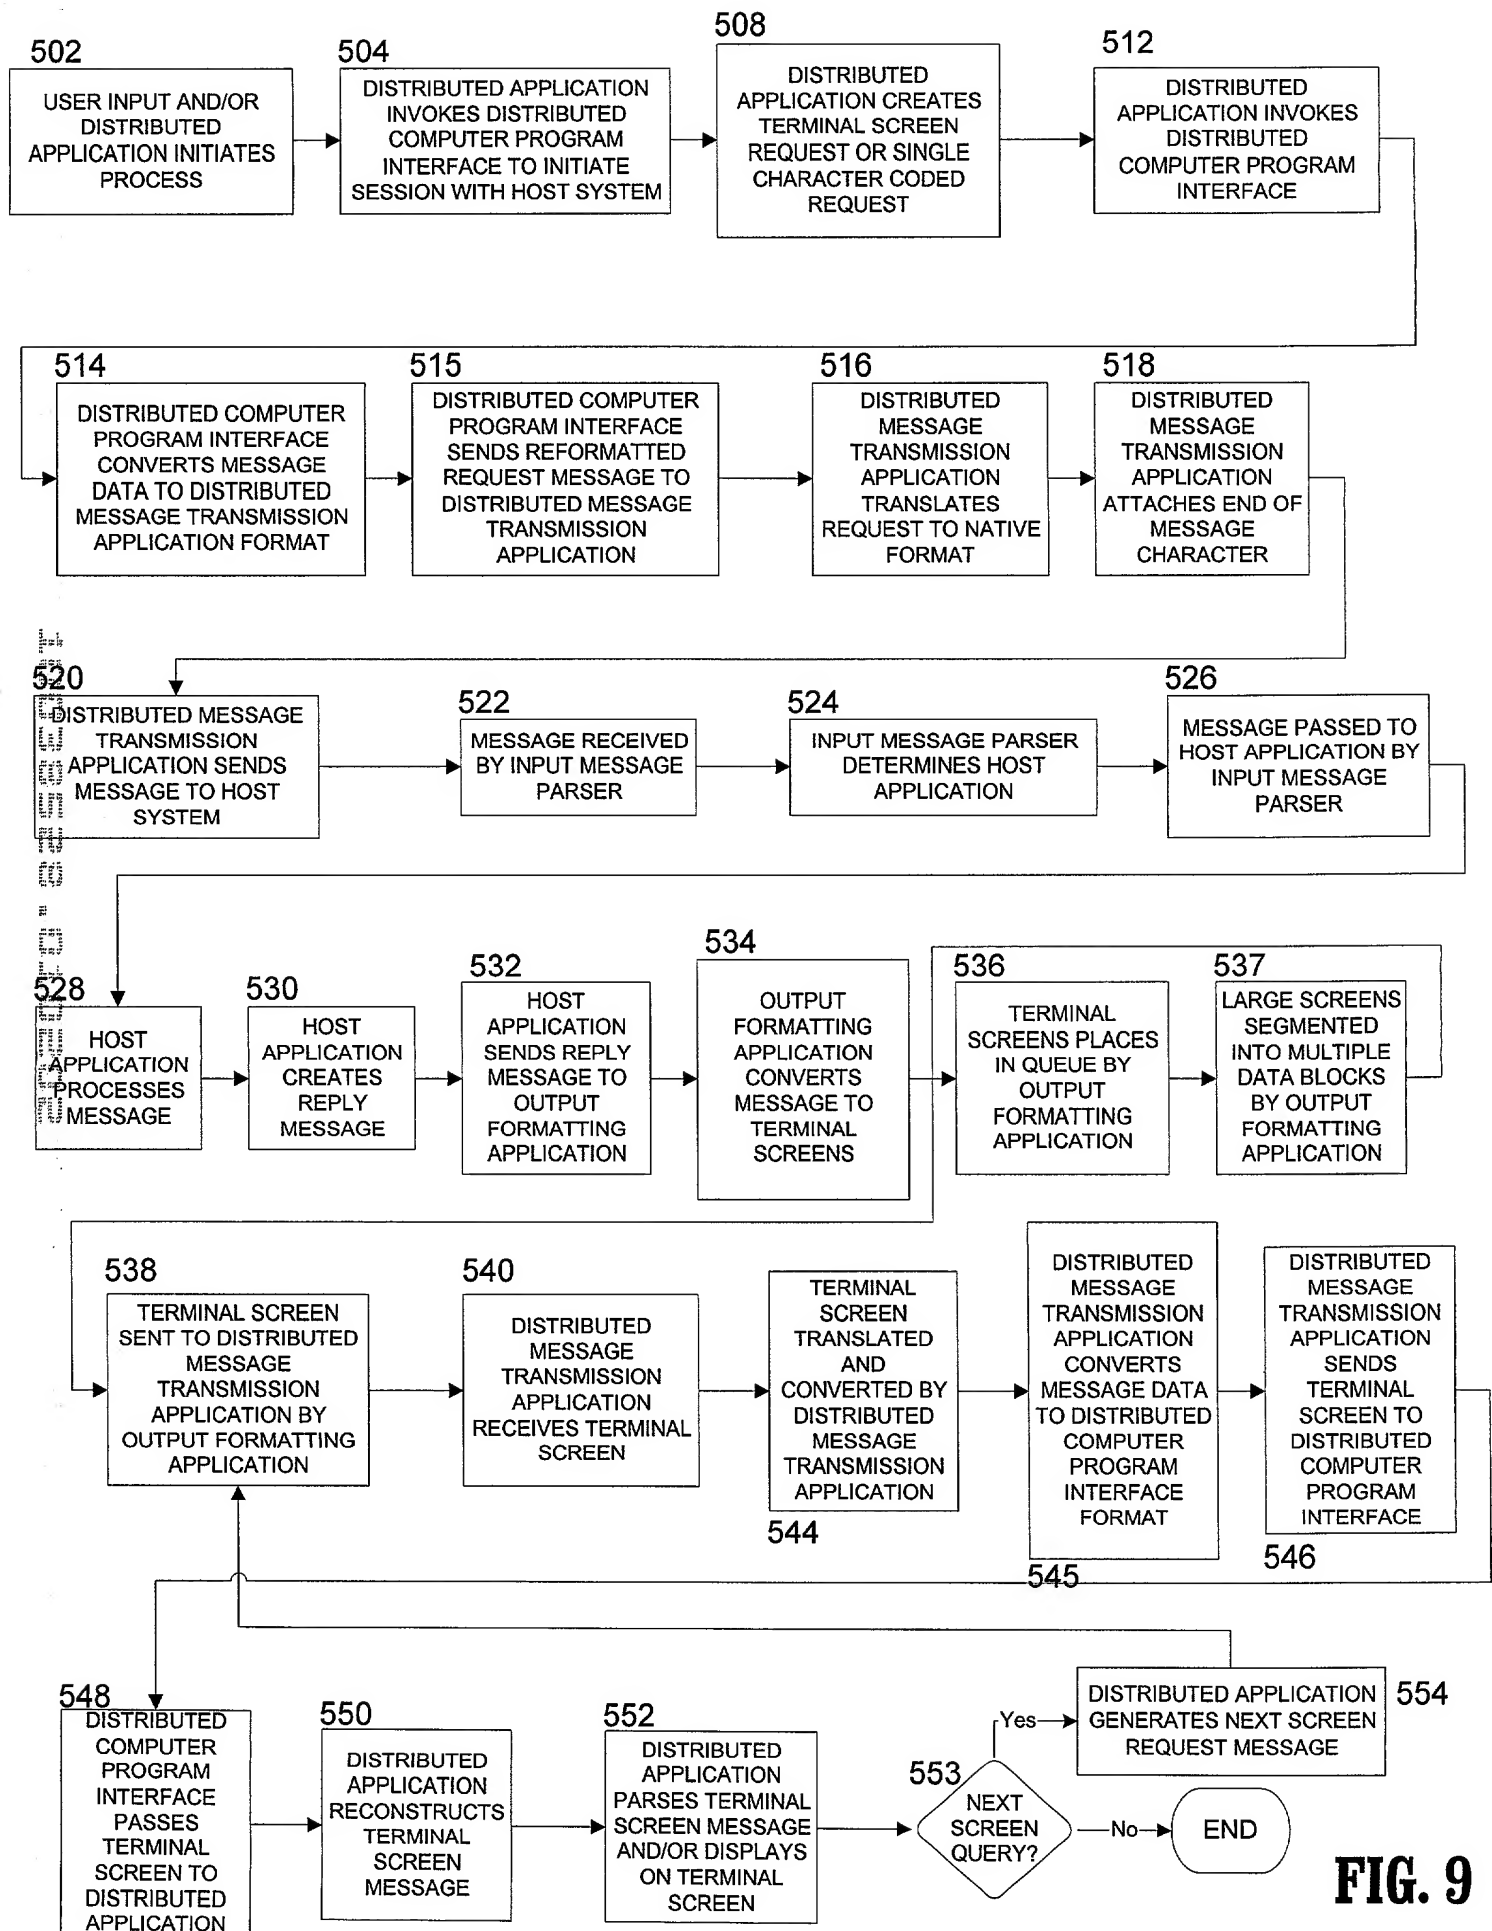 502
USER INPUT AND/OR
DISTRIBUTED
APPLICATION INITIATES
PROCESS
504
DISTRIBUTED APPLICATION
INVOKES DISTRIBUTED
COMPUTER PROGRAM
INTERFACE TO INITIATE
SESSION WITH HOST SYSTEM
508
DISTRIBUTED
APPLICATION CREATES
TERMINAL SCREEN
REQUEST OR SINGLE
CHARACTER CODED
REQUEST
512
DISTRIBUTED
APPLICATION INVOKES
DISTRIBUTED
COMPUTER PROGRAM
INTERFACE
514
DISTRIBUTED COMPUTER
PROGRAM INTERFACE
CONVERTS MESSAGE
DATA TO DISTRIBUTED
MESSAGE TRANSMISSION
APPLICATION FORMAT
515
DISTRIBUTED COMPUTER
PROGRAM INTERFACE
SENDS REFORMATTED
REQUEST MESSAGE TO
DISTRIBUTED MESSAGE
TRANSMISSION
APPLICATION
516
DISTRIBUTED
MESSAGE
TRANSMISSION
APPLICATION
TRANSLATES
REQUEST TO NATIVE
FORMAT
518
DISTRIBUTED
MESSAGE
TRANSMISSION
APPLICATION
ATTACHES END OF
MESSAGE
CHARACTER
520
DISTRIBUTED MESSAGE
TRANSMISSION
APPLICATION SENDS
MESSAGE TO HOST
SYSTEM
522
MESSAGE RECEIVED
BY INPUT MESSAGE
PARSER
524
INPUT MESSAGE PARSER
DETERMINES HOST
APPLICATION
526
MESSAGE PASSED TO
HOST APPLICATION BY
INPUT MESSAGE
PARSER
528
HOST
APPLICATION
PROCESSES
MESSAGE
530
HOST
APPLICATION
CREATES
REPLY
MESSAGE
532
HOST
APPLICATION
SENDS REPLY
MESSAGE TO
OUTPUT
FORMATTING
APPLICATION
534
OUTPUT
FORMATTING
APPLICATION
CONVERTS
MESSAGE TO
TERMINAL
SCREENS
536
TERMINAL
SCREENS PLACES
IN QUEUE BY
OUTPUT
FORMATTING
APPLICATION
537
LARGE SCREENS
SEGMENTED
INTO MULTIPLE
DATA BLOCKS
BY OUTPUT
FORMATTING
APPLICATION
538
TERMINAL SCREEN
SENT TO DISTRIBUTED
MESSAGE
TRANSMISSION
APPLICATION BY
OUTPUT FORMATTING
APPLICATION
540
DISTRIBUTED
MESSAGE
TRANSMISSION
APPLICATION
RECEIVES TERMINAL
SCREEN
TERMINAL
SCREEN
TRANSLATED
AND
CONVERTED BY
DISTRIBUTED
MESSAGE
TRANSMISSION
APPLICATION
544
DISTRIBUTED
MESSAGE
TRANSMISSION
APPLICATION
CONVERTS
MESSAGE DATA
TO DISTRIBUTED
COMPUTER
PROGRAM
INTERFACE
FORMAT
545
DISTRIBUTED
MESSAGE
TRANSMISSION
APPLICATION
SENDS
TERMINAL
SCREEN TO
DISTRIBUTED
COMPUTER
PROGRAM
INTERFACE
546
548
DISTRIBUTED
COMPUTER
PROGRAM
INTERFACE
PASSES
TERMINAL
SCREEN TO
DISTRIBUTED
APPLICATION
550
DISTRIBUTED
APPLICATION
RECONSTRUCTS
TERMINAL
SCREEN
MESSAGE
552
DISTRIBUTED
APPLICATION
PARSES TERMINAL
SCREEN MESSAGE
AND/OR DISPLAYS
ON TERMINAL
SCREEN
553
NEXT
SCREEN
QUERY?
Yes
DISTRIBUTED APPLICATION
GENERATES NEXT SCREEN
REQUEST MESSAGE
554
No
END
FIG. 9